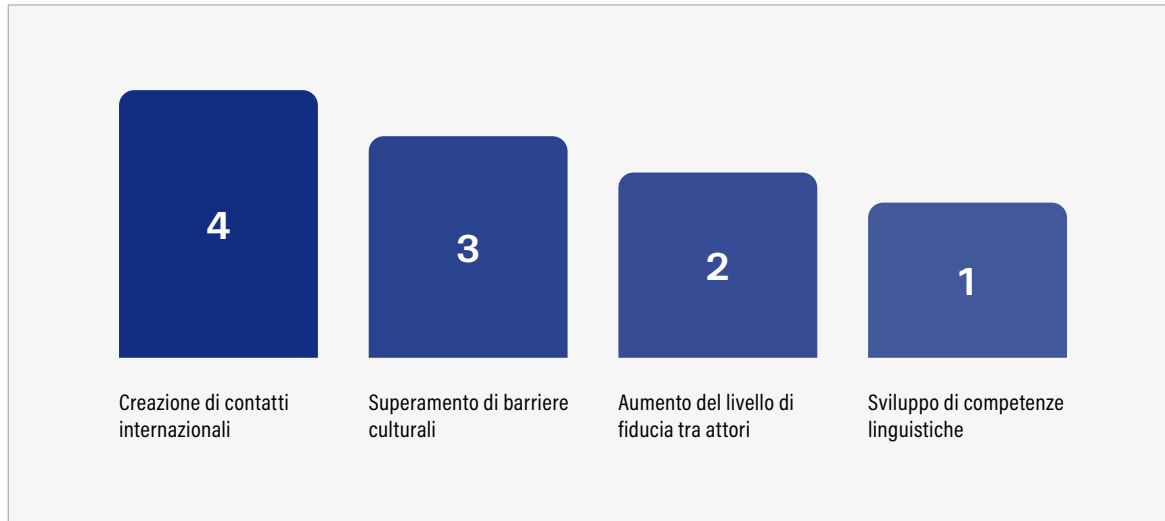 4
3
2
1
Creazione di contatti
internazionali
Superamento di barriere
culturali
Aumento del livello di
fiducia tra attori
Sviluppo di competenze
linguistiche